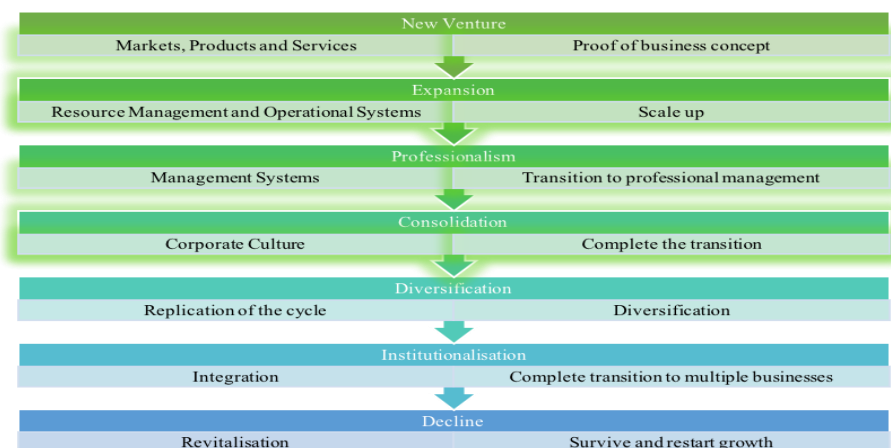 New Venture
Markets, Products and Services Proof of business concept
Expansion
Resource Management and Operational Systems Scale up
Professionalism
Management Systems Transition to professional management
Consolidation
Corporate Culture Complete the transition
Diversification
Replication of the cycle Diversification
Institutionalisation
Integration Complete transition to multiple businesses
Decline
Revitalisation Survive and restart growth